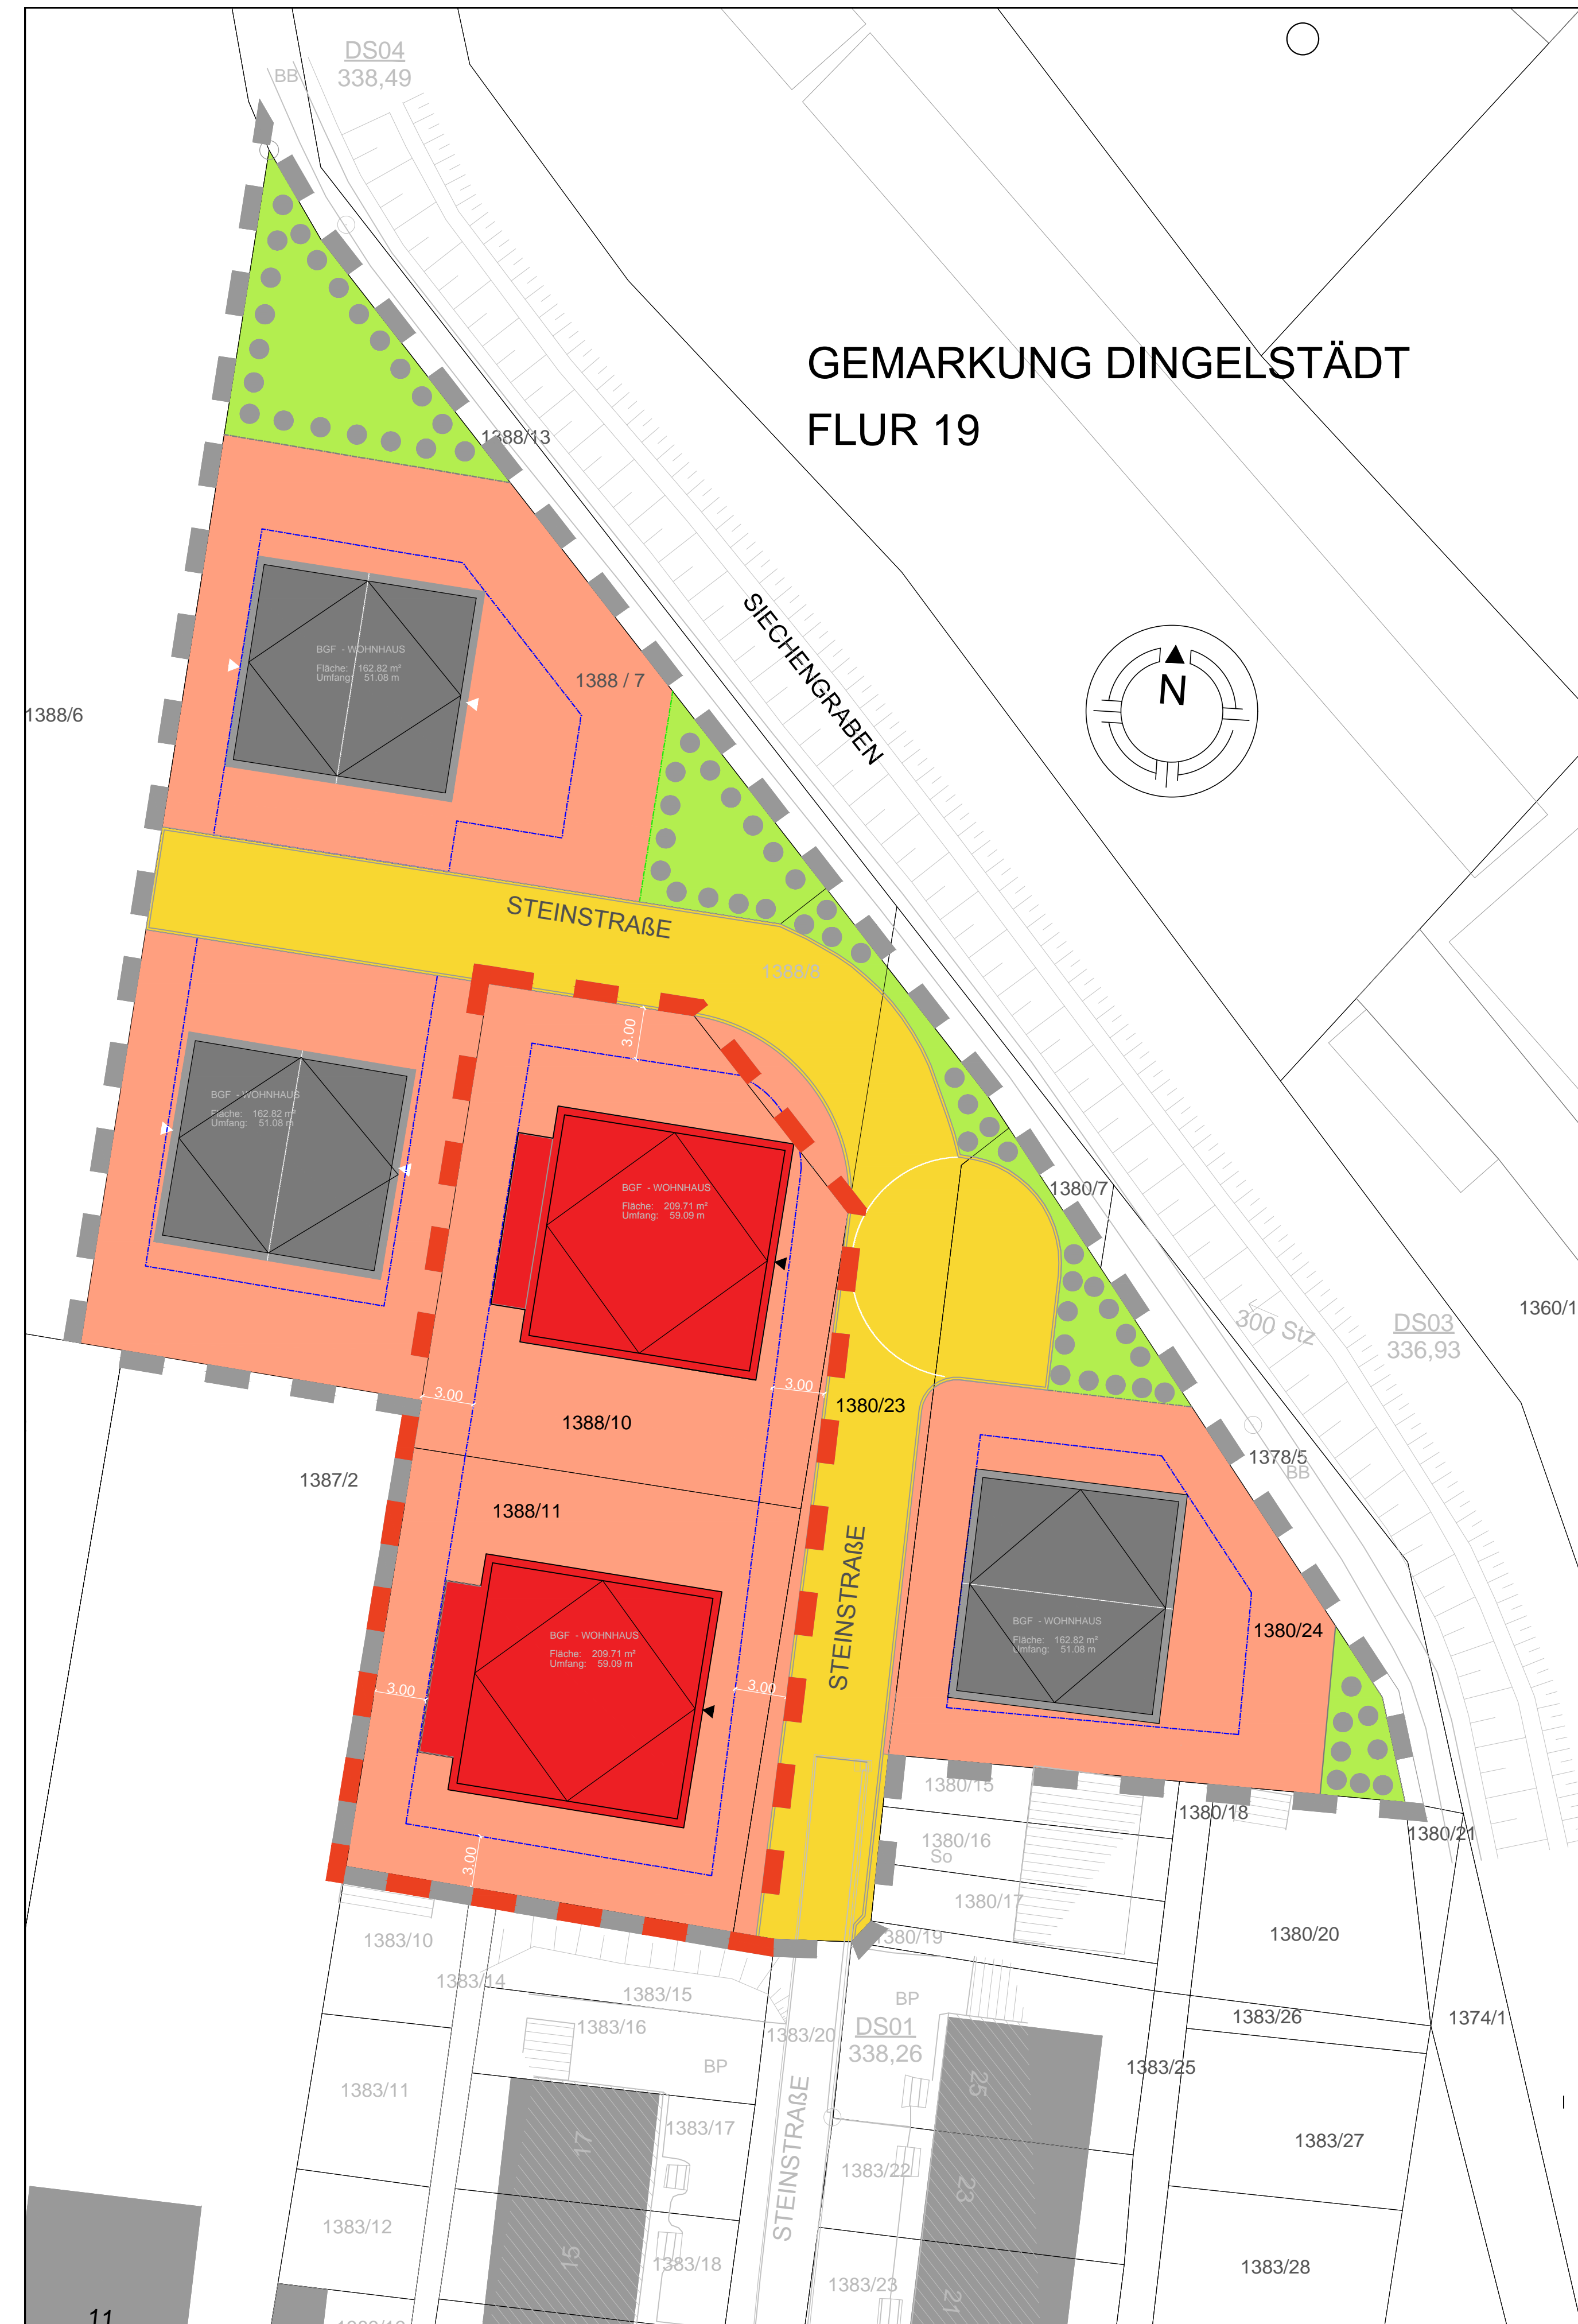 DS04
338,49
BB
GEMARKUNG DINGELSTÄDT
FLUR 19
1388/13
SIECHENGRABEN
N
BGF - WOHNHAUS
Fläche: 162.82 m²
Umfang: 51.08 m
1388 / 7
1388/6
STEINSTRAßE
1388/8
3.00
BGF - WOHNHAUS
Fläche: 162.82 m²
Umfang: 51.08 m
BGF - WOHNHAUS
Fläche: 209.71 m²
Umfang: 59.09 m
1380/7
300 Stz
DS03
336,93
1360/1
3.00
3.00
1380/23
1388/10
1387/2
1378/5
BB
1388/11
STEINSTRAßE
BGF - WOHNHAUS
Fläche: 162.82 m²
Umfang: 51.08 m
1380/24
BGF - WOHNHAUS
Fläche: 209.71 m²
Umfang: 59.09 m
3.00
3.00
3.00
1380/15
1380/18
1380/21
1380/16
So
1380/17
1380/19
1380/20
1383/10
1383/14
1383/15
1383/16
1383/20
BP
DS01
338,26
BP
1383/26
1374/1
1383/25
1383/11
STEINSTRAßE
25
17
1383/17
1383/27
1383/22
23
1383/12
15
1383/18
1383/23
1383/28
21
11